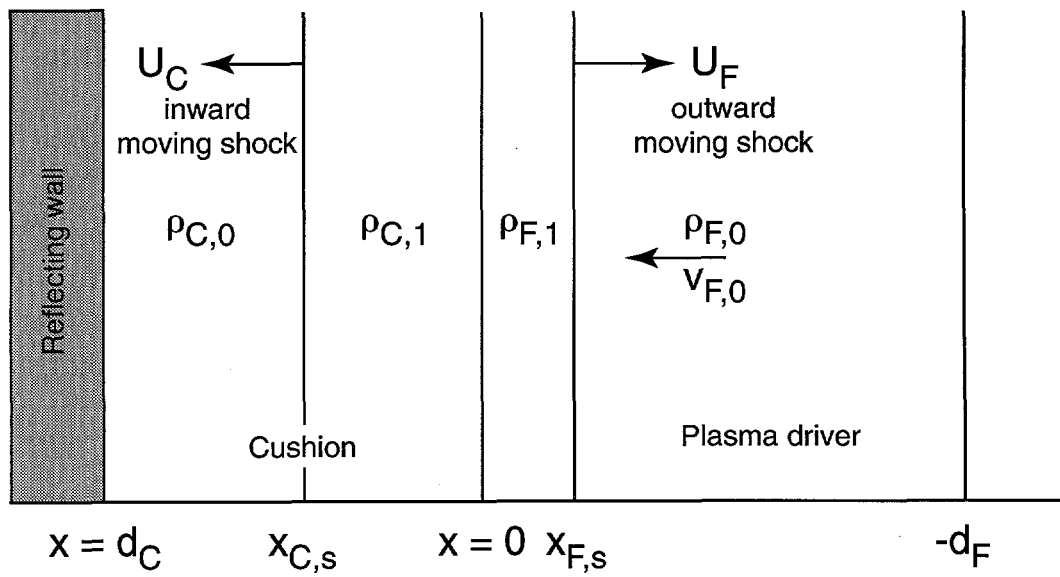 U_C
inward
moving shock
U_F
outward
moving shock
Reflecting wall
ρ_C,0
ρ_C,1
ρ_F,1
ρ_F,0
v_F,0
Cushion
Plasma driver
x = d_C
x_C,s
x = 0
x_F,s
-d_F